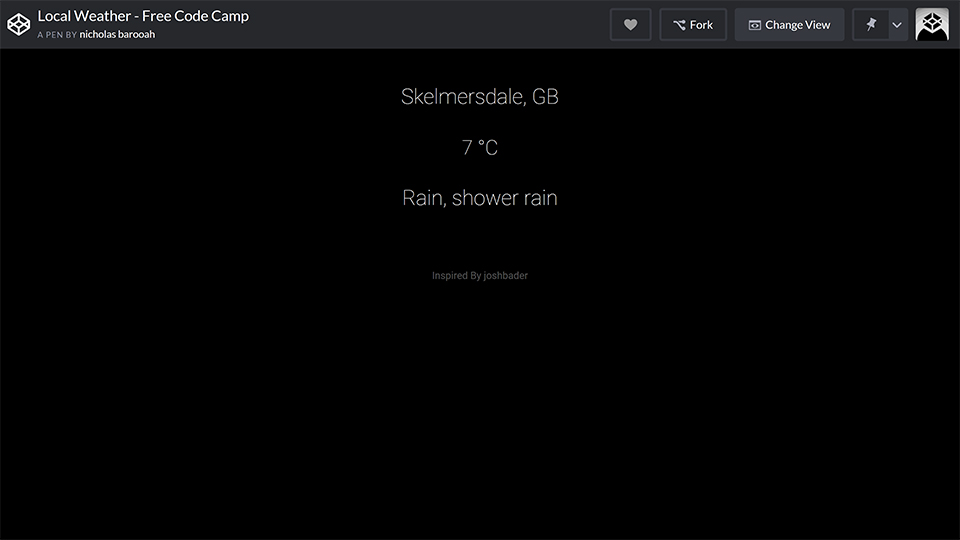 Local Weather - Free Code Camp
A PEN BY nicholas barooah
Fork
Change View
Skelmersdale, GB
7 °C
Rain, shower rain
Inspired By joshbader